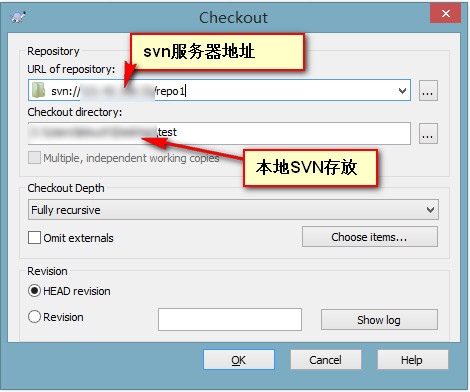 Checkout
Repository
svn服务器地址
URL of repository:
svn:// /repo1
...
Checkout directory:
\test
...
Multiple, independent working copies
本地SVN存放
Checkout Depth
Fully recursive
Omit externals
Choose items...
Revision
HEAD revision
Revision
Show log
OK
Cancel
Help